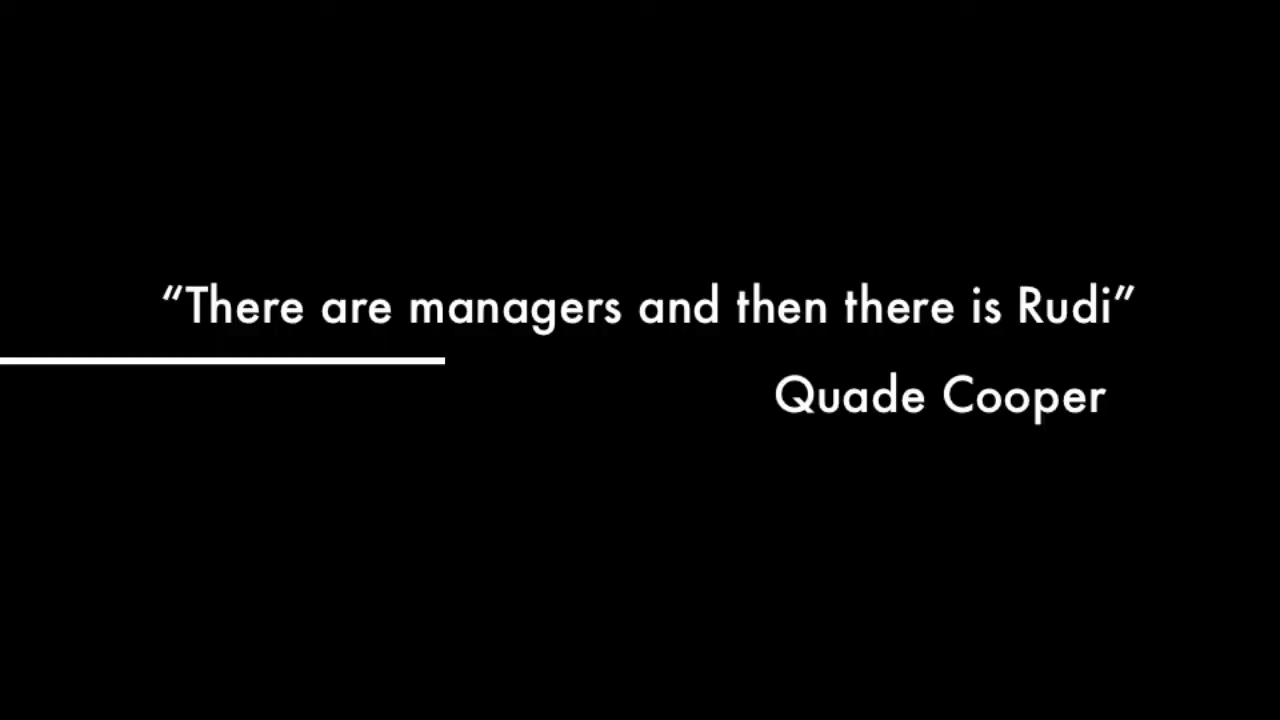 “There are managers and then there is Rudi”
Quade Cooper